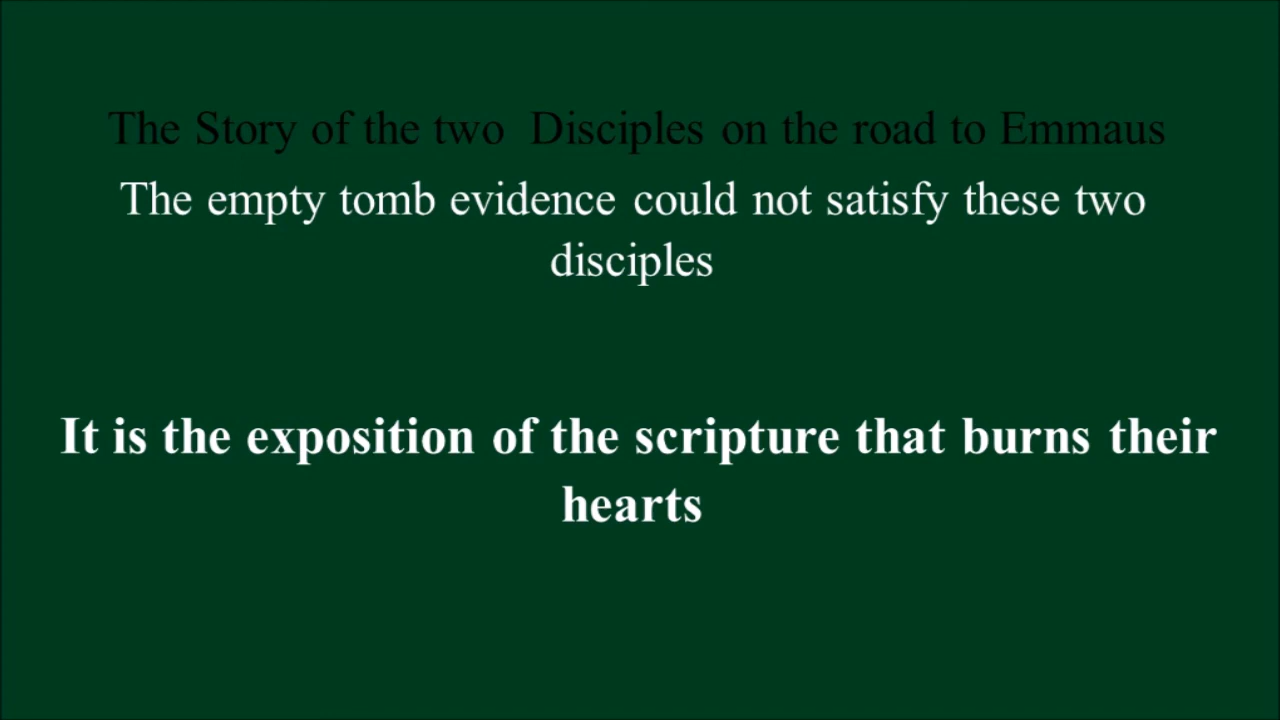 The Story of the two  Disciples on the road to Emmaus
The empty tomb evidence could not satisfy these two
disciples
It is the exposition of the scripture that burns their
hearts